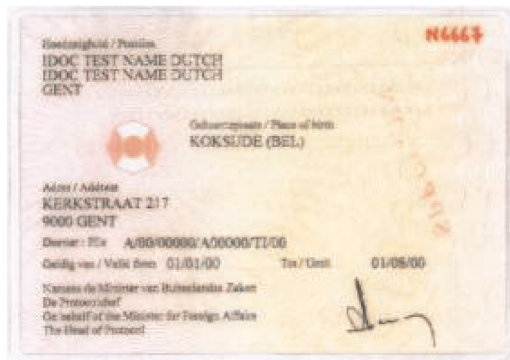 N6667
Hoedanigheid / Position
IDOC TEST NAME DUTCH
IDOC TEST NAME DUTCH
GENT
Geboorteplaats / Place of birth
KOKSIJDE (BEL)
Adres / Address
KERKSTRAAT 217
9000 GENT
Dossier / File A/00/00000/A00000/TI/00
Geldig van / Valid from 01/01/00 Tot / Until 01/08/00
Namens de Minister van Buitenlandse Zaken
De Protocolchef
On behalf of the Minister for Foreign Affairs
The Head of Protocol